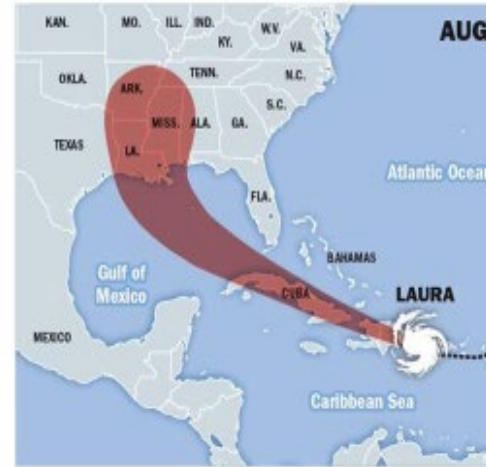 KAN.
MO.
ILL.
IND.
W.V.
KY.
VA.
AUG
OKLA.
ARK.
TENN.
N.C.
S.C.
TEXAS
MISS.
ALA.
GA.
LA.
Atlantic Ocea
FLA.
BAHAMAS
Gulf of
Mexico
CUBA
LAURA
MEXICO
Caribbean Sea